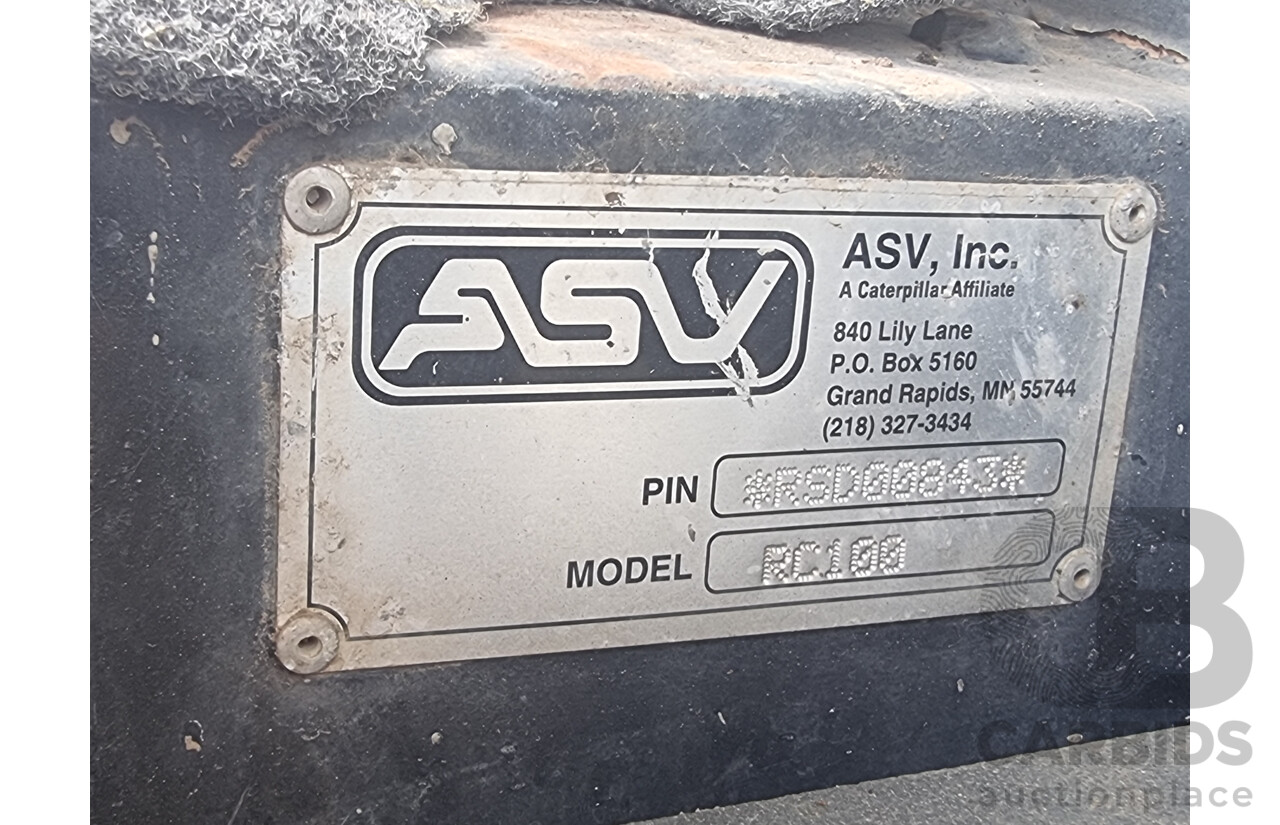 ASV
ASV, Inc.
A Caterpillar Affiliate
840 Lily Lane
P.O. Box 5160
Grand Rapids, MN 55744
(218) 327-3434
PIN *RSD00843*
MODEL RC100
CARBIDS
auctionplace